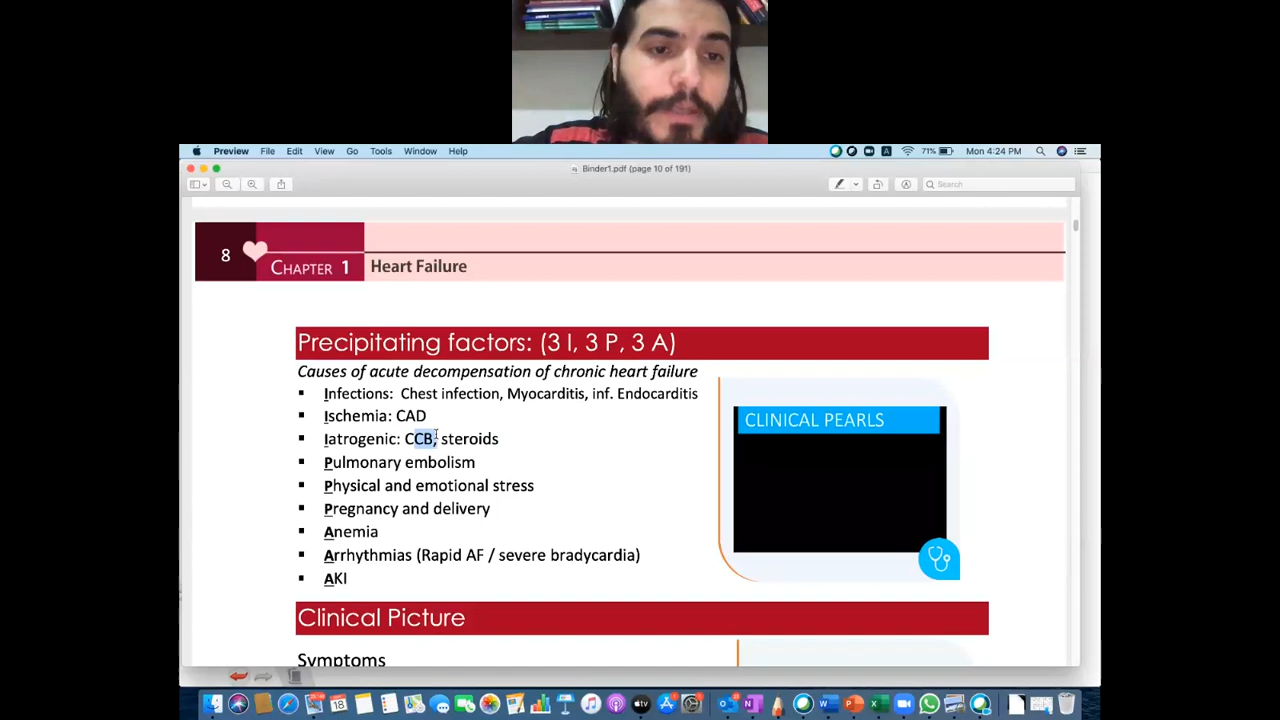 Preview File Edit View Go Tools Window Help 71% Mon 4:24 PM
Binder1.pdf (page 10 of 191)
Search
8 CHAPTER 1 Heart Failure
Precipitating factors: (3 I, 3 P, 3 A)
Causes of acute decompensation of chronic heart failure
▪ Infections: Chest infection, Myocarditis, inf. Endocarditis
▪ Ischemia: CAD
▪ Iatrogenic: CCB, steroids
▪ Pulmonary embolism
▪ Physical and emotional stress
▪ Pregnancy and delivery
▪ Anemia
▪ Arrhythmias (Rapid AF / severe bradycardia)
▪ AKI
CLINICAL PEARLS
Clinical Picture
Symptoms